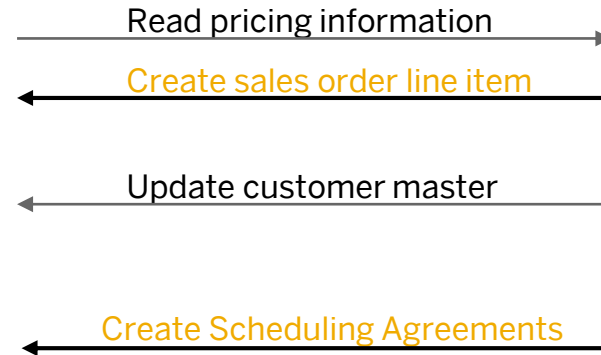 Read pricing information
Create sales order line item
Update customer master
Create Scheduling Agreements